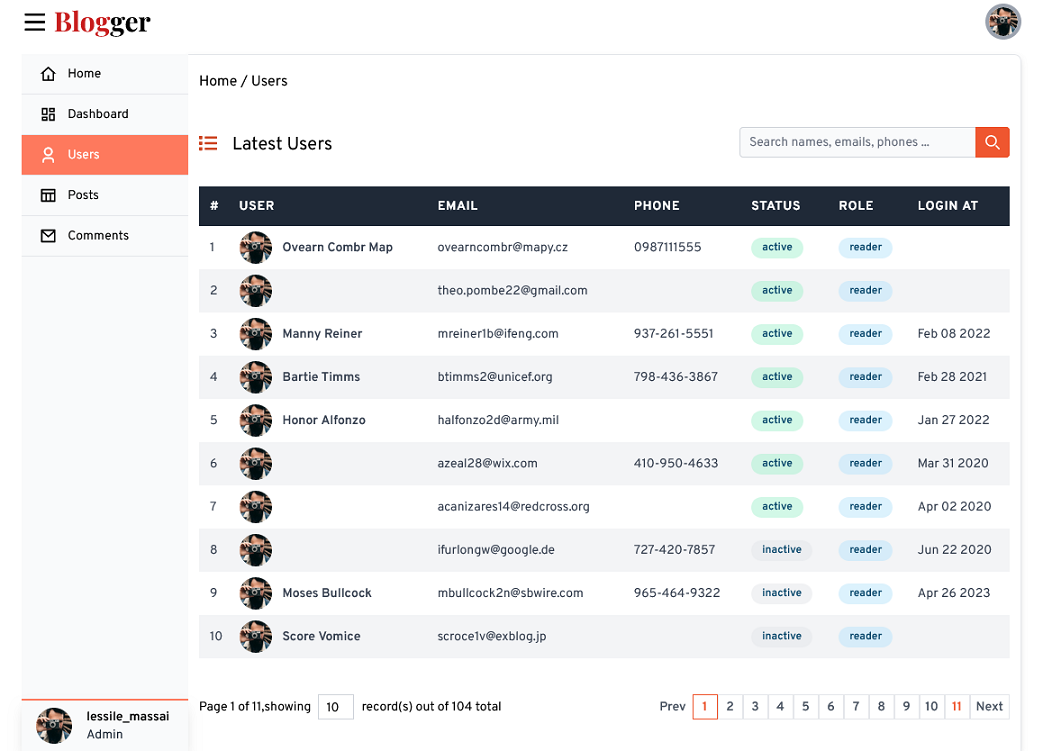 Blogger
Home
Dashboard
Users
Posts
Comments
Home / Users
Latest Users
Search names, emails, phones ...
# USER EMAIL PHONE STATUS ROLE LOGIN AT
1 Ovearn Combr Map ovearncombr@mapy.cz 0987111555 active reader
2 theo.pombe22@gmail.com active reader
3 Manny Reiner mreiner1b@ifeng.com 937-261-5551 active reader Feb 08 2022
4 Bartie Timms btimms2@unicef.org 798-436-3867 active reader Feb 28 2021
5 Honor Alfonzo halfonzo2d@army.mil active reader Jan 27 2022
6 azeal28@wix.com 410-950-4633 active reader Mar 31 2020
7 acanizares14@redcross.org active reader Apr 02 2020
8 ifurlongw@google.de 727-420-7857 inactive reader Jun 22 2020
9 Moses Bullcock mbullcock2n@sbwire.com 965-464-9322 inactive reader Apr 26 2023
10 Score Vomice scroce1v@exblog.jp inactive reader
Page 1 of 11,showing 10 record(s) out of 104 total
Prev 1 2 3 4 5 6 7 8 9 10 11 Next
lessile_massai
Admin